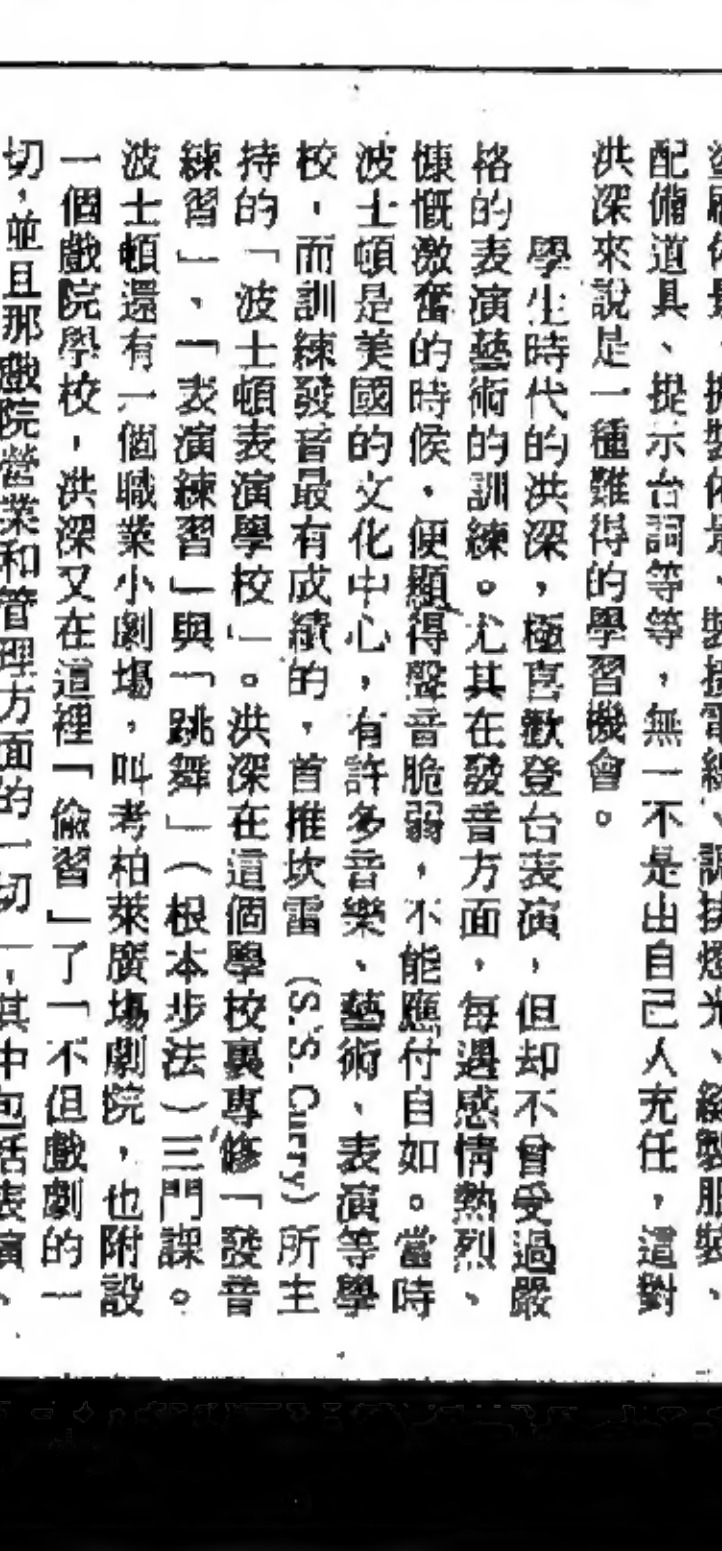 配備道具、提示台詞等等，無一不是出自己人充任，這對
洪深來說是一種難得的學習機會。
學生時代的洪深，極喜歡登台表演，但却不曾受過嚴
格的表演藝術的訓練。尤其在發音方面，每遇感情熱烈、
慷慨激奮的時候，便顯得聲音脆弱，不能應付自如。當時
波士頓是美國的文化中心，有許多音樂、藝術、表演等學
校，而訓練發音最有成績的，首推坎雷（S.S. Curry）所主
持的「波士頓表演學校」。洪深在這個學校裏專修「發音
練習」、「表演練習」與「跳舞」（根本步法）三門課。
波士頓還有一個職業小劇場，叫考柏萊廣場劇院，也附設
一個戲院學校，洪深又在這裡「偸習」了「不但戲劇的一
切，並且那戲院營業和管理方面的一切」，其中包括表演、